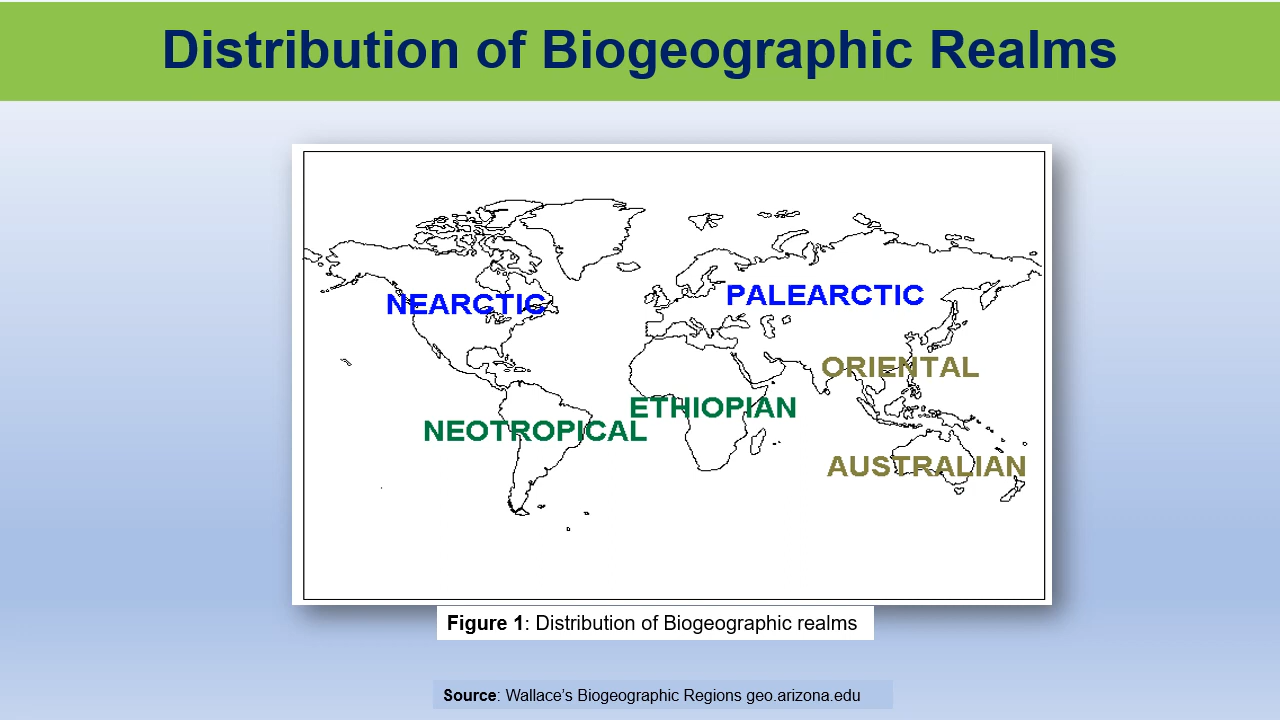 Distribution of Biogeographic Realms
NEARCTIC
PALEARCTIC
ORIENTAL
ETHIOPIAN
NEOTROPICAL
AUSTRALIAN
Figure 1: Distribution of Biogeographic realms
Source: Wallace’s Biogeographic Regions geo.arizona.edu